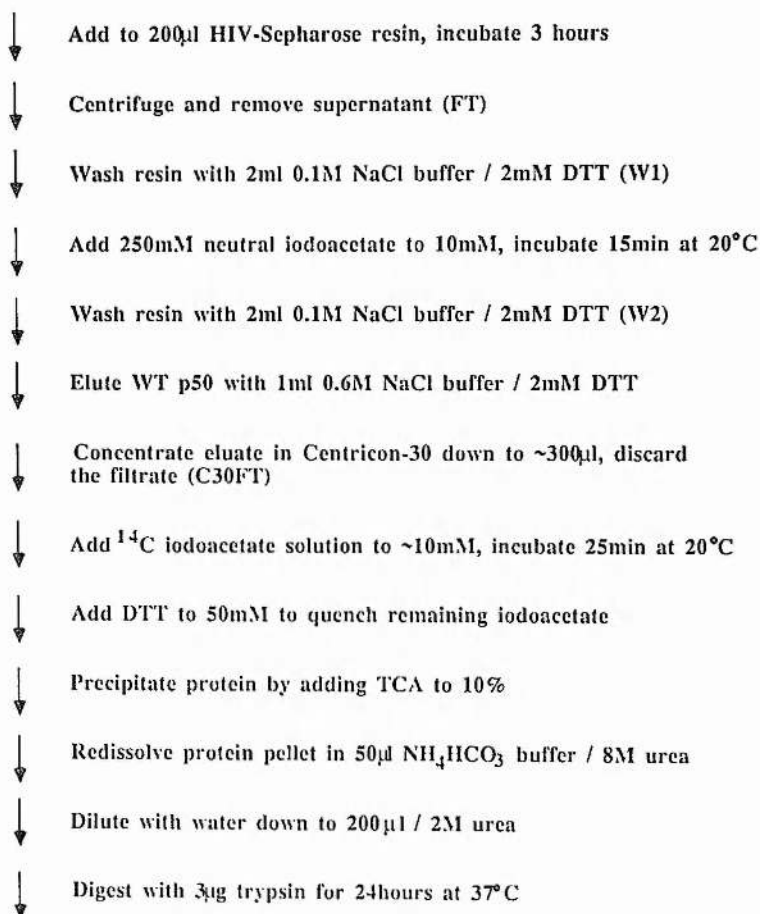 Add to 200μl HIV-Sepharose resin, incubate 3 hours
Centrifuge and remove supernatant (FT)
Wash resin with 2ml 0.1M NaCl buffer / 2mM DTT (W1)
Add 250mM neutral iodoacetate to 10mM, incubate 15min at 20°C
Wash resin with 2ml 0.1M NaCl buffer / 2mM DTT (W2)
Elute WT p50 with 1ml 0.6M NaCl buffer / 2mM DTT
Concentrate eluate in Centricon-30 down to ~300μl, discard
the filtrate (C30FT)
Add ¹⁴C iodoacetate solution to ~10mM, incubate 25min at 20°C
Add DTT to 50mM to quench remaining iodoacetate
Precipitate protein by adding TCA to 10%
Redissolve protein pellet in 50μl NH₄HCO₃ buffer / 8M urea
Dilute with water down to 200μl / 2M urea
Digest with 3μg trypsin for 24hours at 37°C